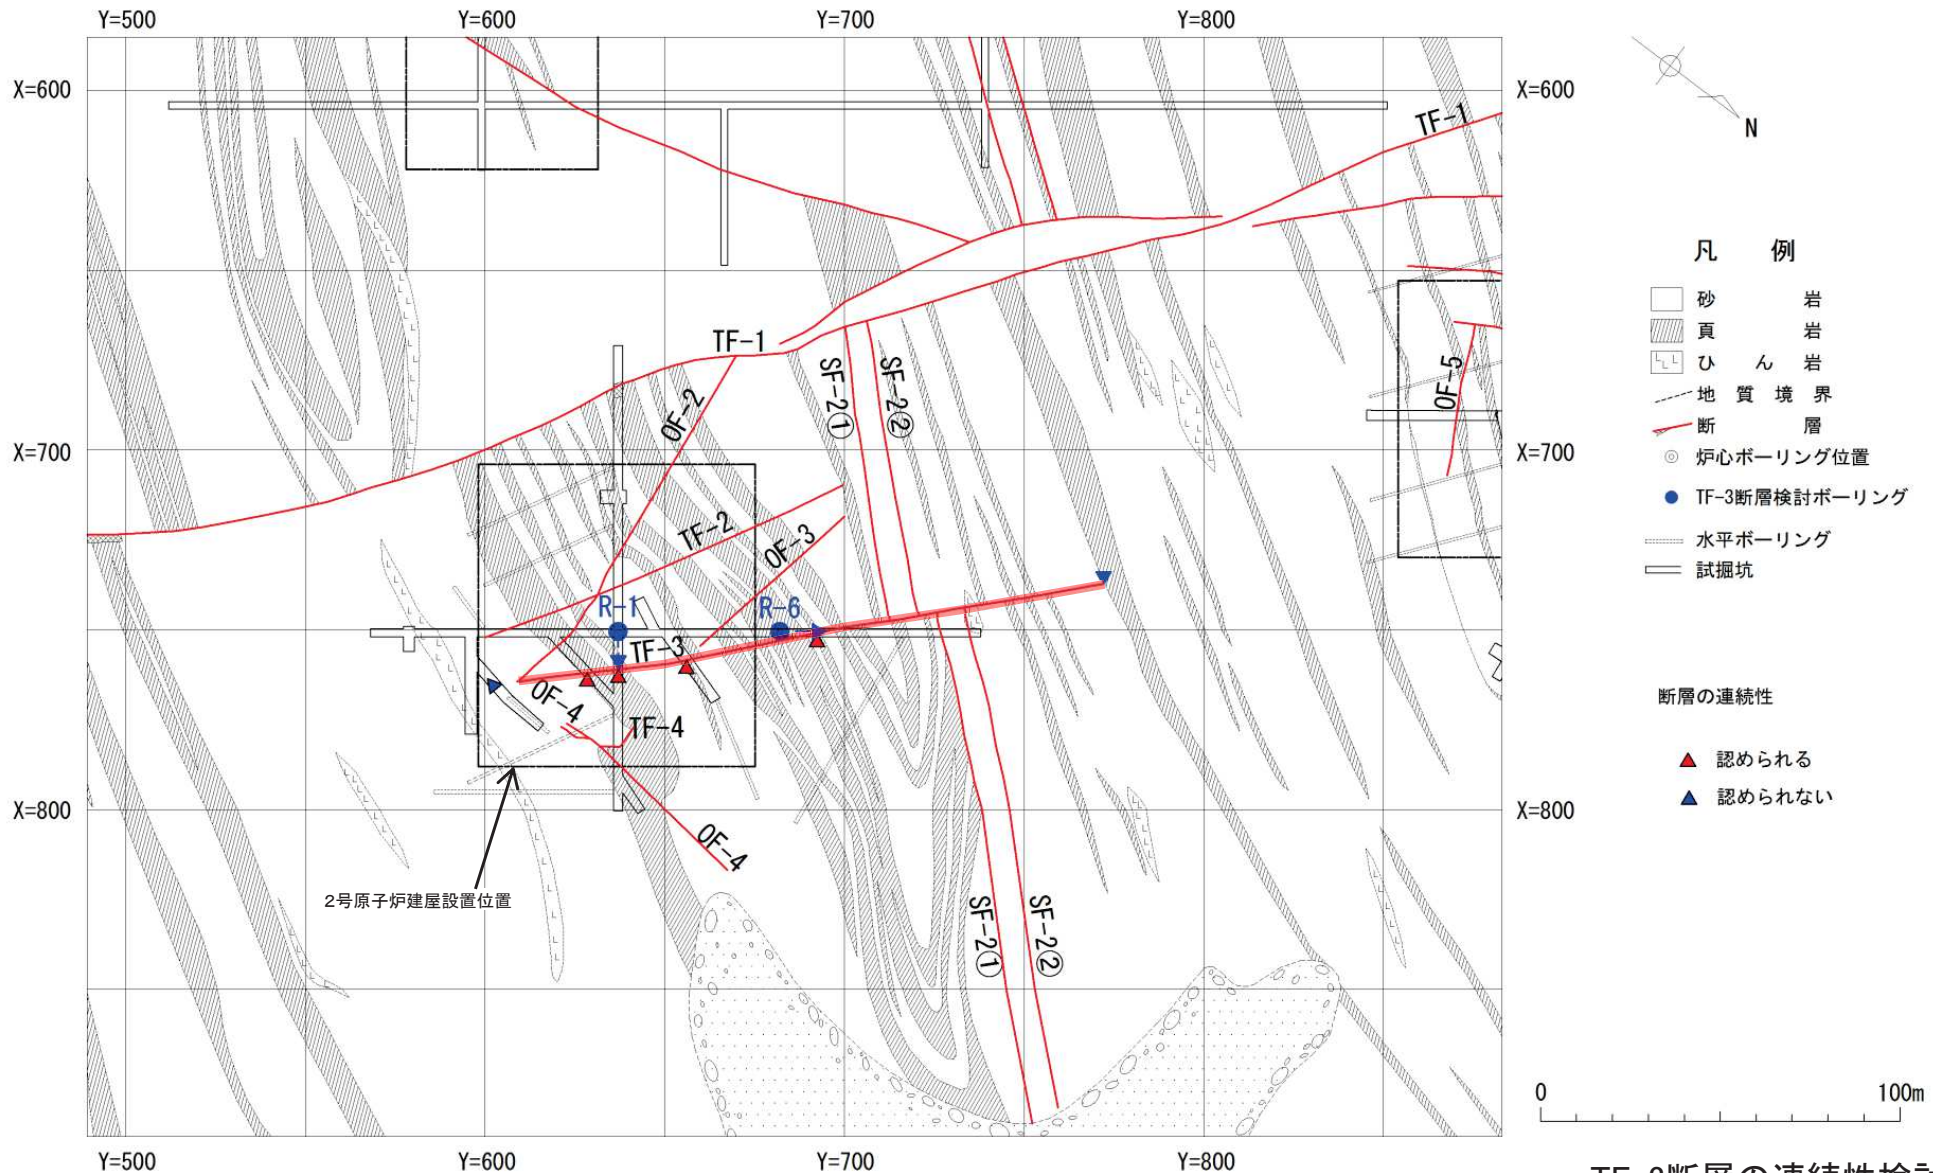 Y=500
Y=600
Y=700
Y=800
X=600
X=600
TF-1
N
凡 例
砂 岩
頁 岩
ひ ん 岩
地 質 境 界
断 層
炉心ボーリング位置
TF-3断層検討ボーリング
水平ボーリング
試掘坑
TF-1
OF-2
SF-2①
SF-2②
OF-5
X=700
X=700
TF-2
OF-3
R-1
R-6
TF-3
OF-4
TF-4
断層の連続性
認められる
認められない
X=800
X=800
OF-4
2号原子炉建屋設置位置
SF-2①
SF-2②
0
100m
Y=500
Y=600
Y=700
Y=800